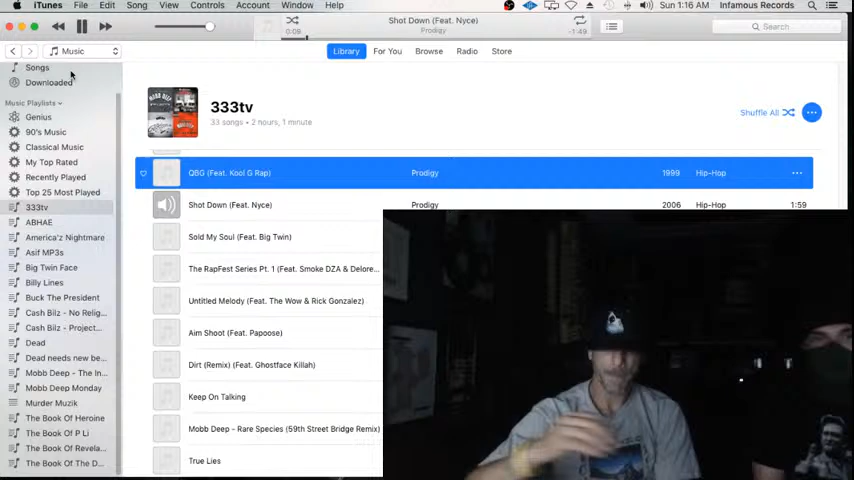 iTunes File Edit Song View Controls Account Window Help Sun 1:16 AM Infamous Records
Shot Down (Feat. Nyce)
0:08 Prodigy -1:49
Search
Music Library For You Browse Radio Store
Songs
Downloaded
Music Playlists
Genius
90's Music
Classical Music
My Top Rated
Recently Played
Top 25 Most Played
333tv
ABHAE
America'z Nightmare
Asif MP3s
Big Twin Face
Billy Lines
Buck The President
Cash Bilz - No Relig...
Cash Bilz - Project...
Dead
Dead needs new be...
Mobb Deep - The In...
Mobb Deep Monday
Murder Muzik
The Book Of Heroine
The Book Of P Li
The Book Of Revela...
The Book Of The D...
333tv
33 songs • 2 hours, 1 minute
Shuffle All
QBG (Feat. Kool G Rap) Prodigy 1999 Hip-Hop
Shot Down (Feat. Nyce) Prodigy 2006 Hip-Hop 1:59
Sold My Soul (Feat. Big Twin)
The RapFest Series Pt. 1 (Feat. Smoke DZA & Delore...
Untitled Melody (Feat. The Wow & Rick Gonzalez)
Aim Shoot (Feat. Papoose)
Dirt (Remix) (Feat. Ghostface Killah)
Keep On Talking
Mobb Deep - Rare Species (59th Street Bridge Remix)
True Lies